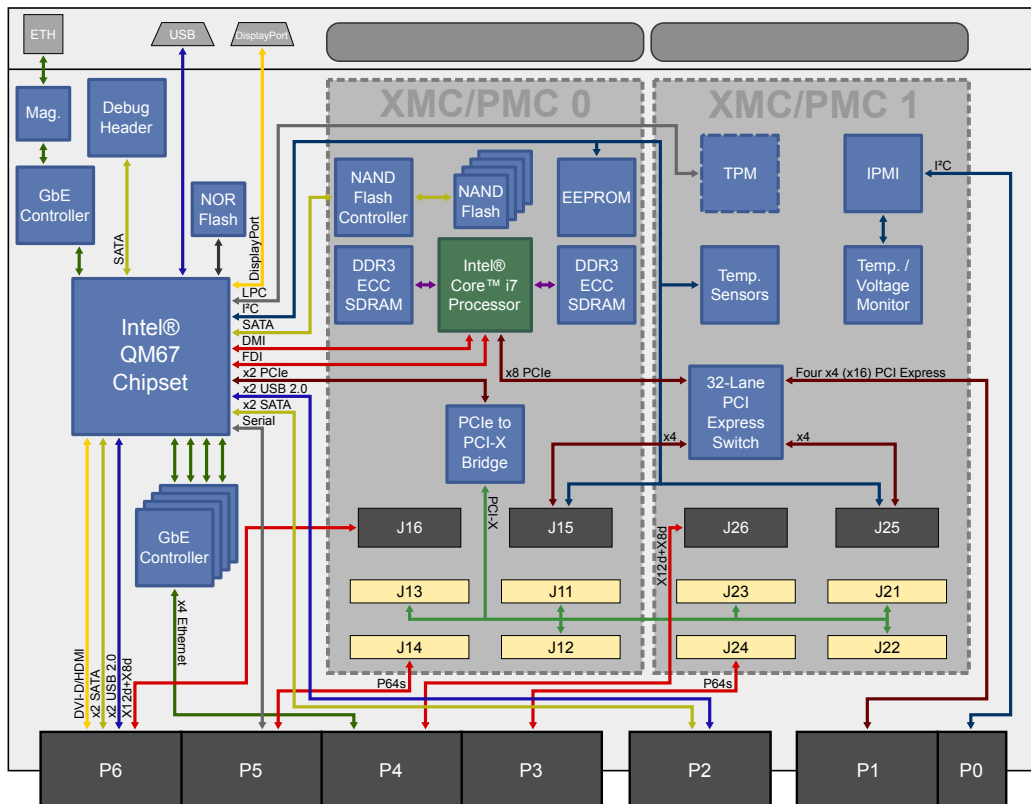 ETH
USB
DisplayPort
XMC/PMC 0
XMC/PMC 1
Mag.
Debug
Header
GbE
Controller
NOR
Flash
NAND
Flash
Controller
NAND
Flash
EEPROM
TPM
IPMI
I²C
SATA
DisplayPort
DDR3
ECC
SDRAM
Intel®
Core™ i7
Processor
DDR3
ECC
SDRAM
Temp.
Sensors
Temp. /
Voltage
Monitor
Intel®
QM67
Chipset
LPC
I²C
SATA
DMI
FDI
x2 PCIe
x2 USB 2.0
x2 SATA
Serial
x8 PCIe
32-Lane
PCI
Express
Switch
Four x4 (x16) PCI Express
PCIe to
PCI-X
Bridge
x4
x4
PCI-X
GbE
Controller
J16
J15
J26
J25
X12d+X8d
J13
J11
J23
J21
J14
J12
J24
J22
x4 Ethernet
P64s
P64s
DVI-D/HDMI
x2 SATA
x2 USB 2.0
X12d+X8d
P6
P5
P4
P3
P2
P1
P0